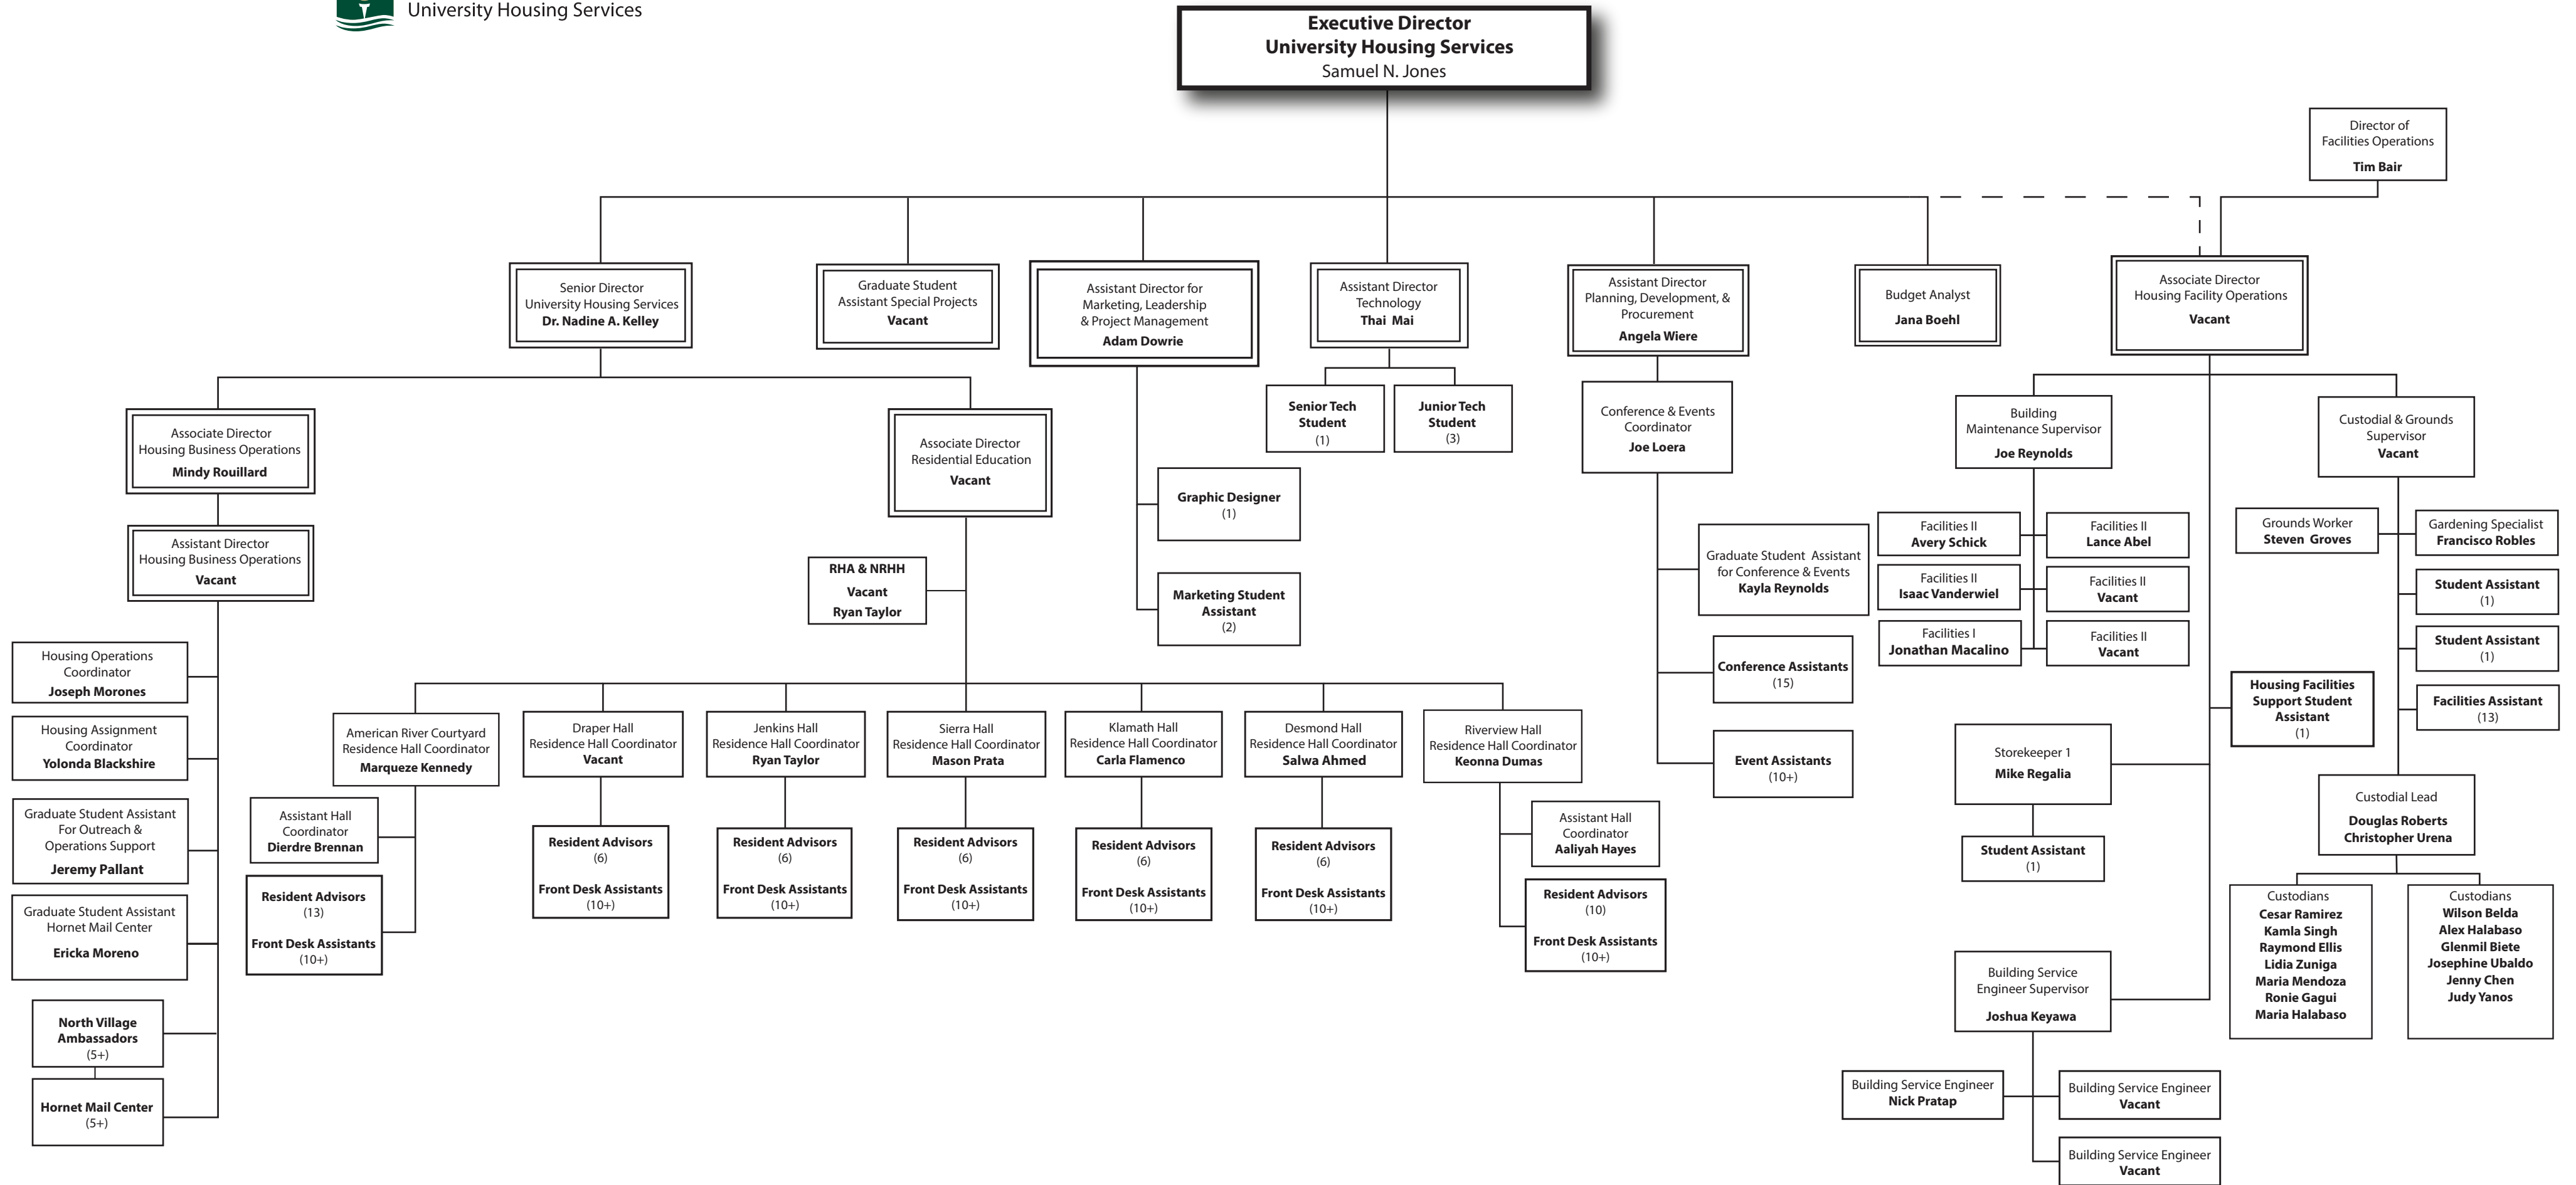 University Housing Services
Executive Director
University Housing Services
Samuel N. Jones
Director of
Facilities Operations
Tim Bair
Senior Director
University Housing Services
Dr. Nadine A. Kelley
Graduate Student
Assistant Special Projects
Vacant
Assistant Director for
Marketing, Leadership
& Project Management
Adam Dowrie
Assistant Director
Technology
Thai Mai
Assistant Director
Planning, Development, &
Procurement
Angela Wiere
Budget Analyst
Jana Boehl
Associate Director
Housing Facility Operations
Vacant
Associate Director
Housing Business Operations
Mindy Rouillard
Associate Director
Residential Education
Vacant
Senior Tech
Student
(1)
Junior Tech
Student
(3)
Conference & Events
Coordinator
Joe Loera
Building
Maintenance Supervisor
Joe Reynolds
Custodial & Grounds
Supervisor
Vacant
Assistant Director
Housing Business Operations
Vacant
RHA & NRHH
Vacant
Ryan Taylor
Graphic Designer
(1)
Marketing Student
Assistant
(2)
Graduate Student Assistant
for Conference & Events
Kayla Reynolds
Conference Assistants
(15)
Event Assistants
(10+)
Facilities II
Avery Schick
Facilities II
Lance Abel
Facilities II
Isaac Vanderwiel
Facilities II
Vacant
Facilities I
Jonathan Macalino
Facilities II
Vacant
Grounds Worker
Steven Groves
Gardening Specialist
Francisco Robles
Student Assistant
(1)
Student Assistant
(1)
Facilities Assistant
(13)
Housing Facilities
Support Student
Assistant
(1)
Housing Operations
Coordinator
Joseph Morones
Housing Assignment
Coordinator
Yolonda Blackshire
Graduate Student Assistant
For Outreach &
Operations Support
Jeremy Pallant
Graduate Student Assistant
Hornet Mail Center
Ericka Moreno
North Village
Ambassadors
(5+)
Hornet Mail Center
(5+)
American River Courtyard
Residence Hall Coordinator
Marqueze Kennedy
Draper Hall
Residence Hall Coordinator
Vacant
Jenkins Hall
Residence Hall Coordinator
Ryan Taylor
Sierra Hall
Residence Hall Coordinator
Mason Prata
Klamath Hall
Residence Hall Coordinator
Carla Flamenco
Desmond Hall
Residence Hall Coordinator
Salwa Ahmed
Riverview Hall
Residence Hall Coordinator
Keonna Dumas
Assistant Hall
Coordinator
Dierdre Brennan
Resident Advisors
(13)
Front Desk Assistants
(10+)
Resident Advisors
(6)
Front Desk Assistants
(10+)
Resident Advisors
(6)
Front Desk Assistants
(10+)
Resident Advisors
(6)
Front Desk Assistants
(10+)
Resident Advisors
(6)
Front Desk Assistants
(10+)
Resident Advisors
(6)
Front Desk Assistants
(10+)
Assistant Hall
Coordinator
Aaliyah Hayes
Resident Advisors
(10)
Front Desk Assistants
(10+)
Storekeeper 1
Mike Regalia
Student Assistant
(1)
Custodial Lead
Douglas Roberts
Christopher Urena
Custodians
Cesar Ramirez
Kamla Singh
Raymond Ellis
Lidia Zuniga
Maria Mendoza
Ronie Gagui
Maria Halabaso
Custodians
Wilson Belda
Alex Halabaso
Glenmil Biete
Josephine Ubaldo
Jenny Chen
Judy Yanos
Building Service
Engineer Supervisor
Joshua Keyawa
Building Service Engineer
Nick Pratap
Building Service Engineer
Vacant
Building Service Engineer
Vacant